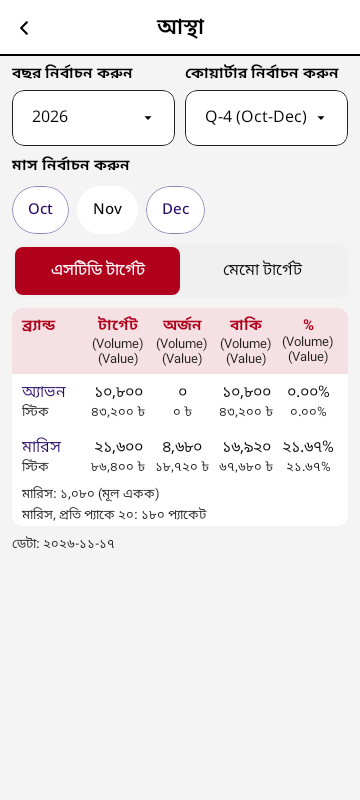 আস্থা
বছর নির্বাচন করুন
কোয়ার্টার নির্বাচন করুন
2026
Q-4 (Oct-Dec)
মাস নির্বাচন করুন
Oct Nov Dec
এসটিডি টার্গেট মেমো টার্গেট
ব্র্যান্ড টার্গেট অর্জন বাকি %
(Volume) (Volume) (Volume) (Volume)
(Value) (Value) (Value) (Value)
অ্যাভন ১০,৮০০ ০ ১০,৮০০ ০.০০%
স্টিক ৪৩,২০০ ৳ ০ ৳ ৪৩,২০০ ৳ ০.০০%
মারিস ২১,৬০০ ৪,৬৮০ ১৬,৯২০ ২১.৬৭%
স্টিক ৮৬,৪০০ ৳ ১৮,৭২০ ৳ ৬৭,৬৮০ ৳ ২১.৬৭%
মারিস: ১,০৮০ (মূল একক)
মারিস, প্রতি প্যাকে ২০: ১৮০ প্যাকেট
ডেটা: ২০২৬-১১-১৭